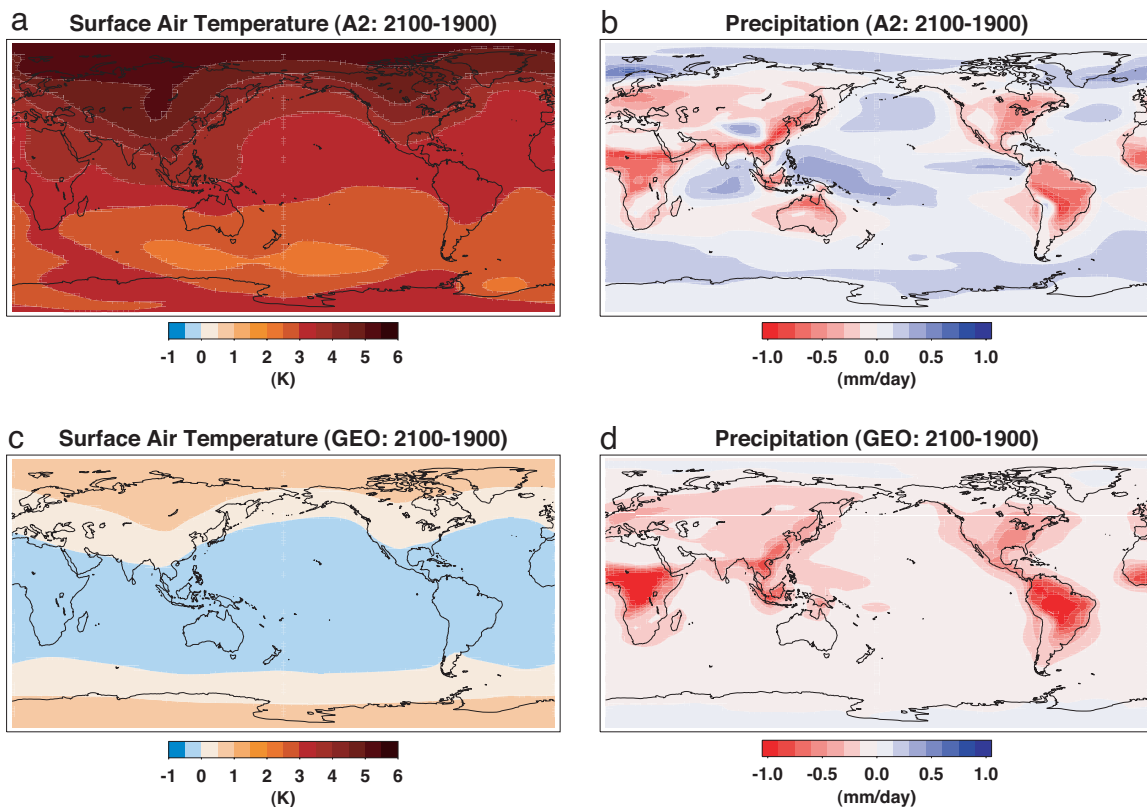 a Surface Air Temperature (A2: 2100-1900)
-1 0 1 2 3 4 5 6
(K)
b Precipitation (A2: 2100-1900)
-1.0 -0.5 0.0 0.5 1.0
(mm/day)
c Surface Air Temperature (GEO: 2100-1900)
-1 0 1 2 3 4 5 6
(K)
d Precipitation (GEO: 2100-1900)
-1.0 -0.5 0.0 0.5 1.0
(mm/day)